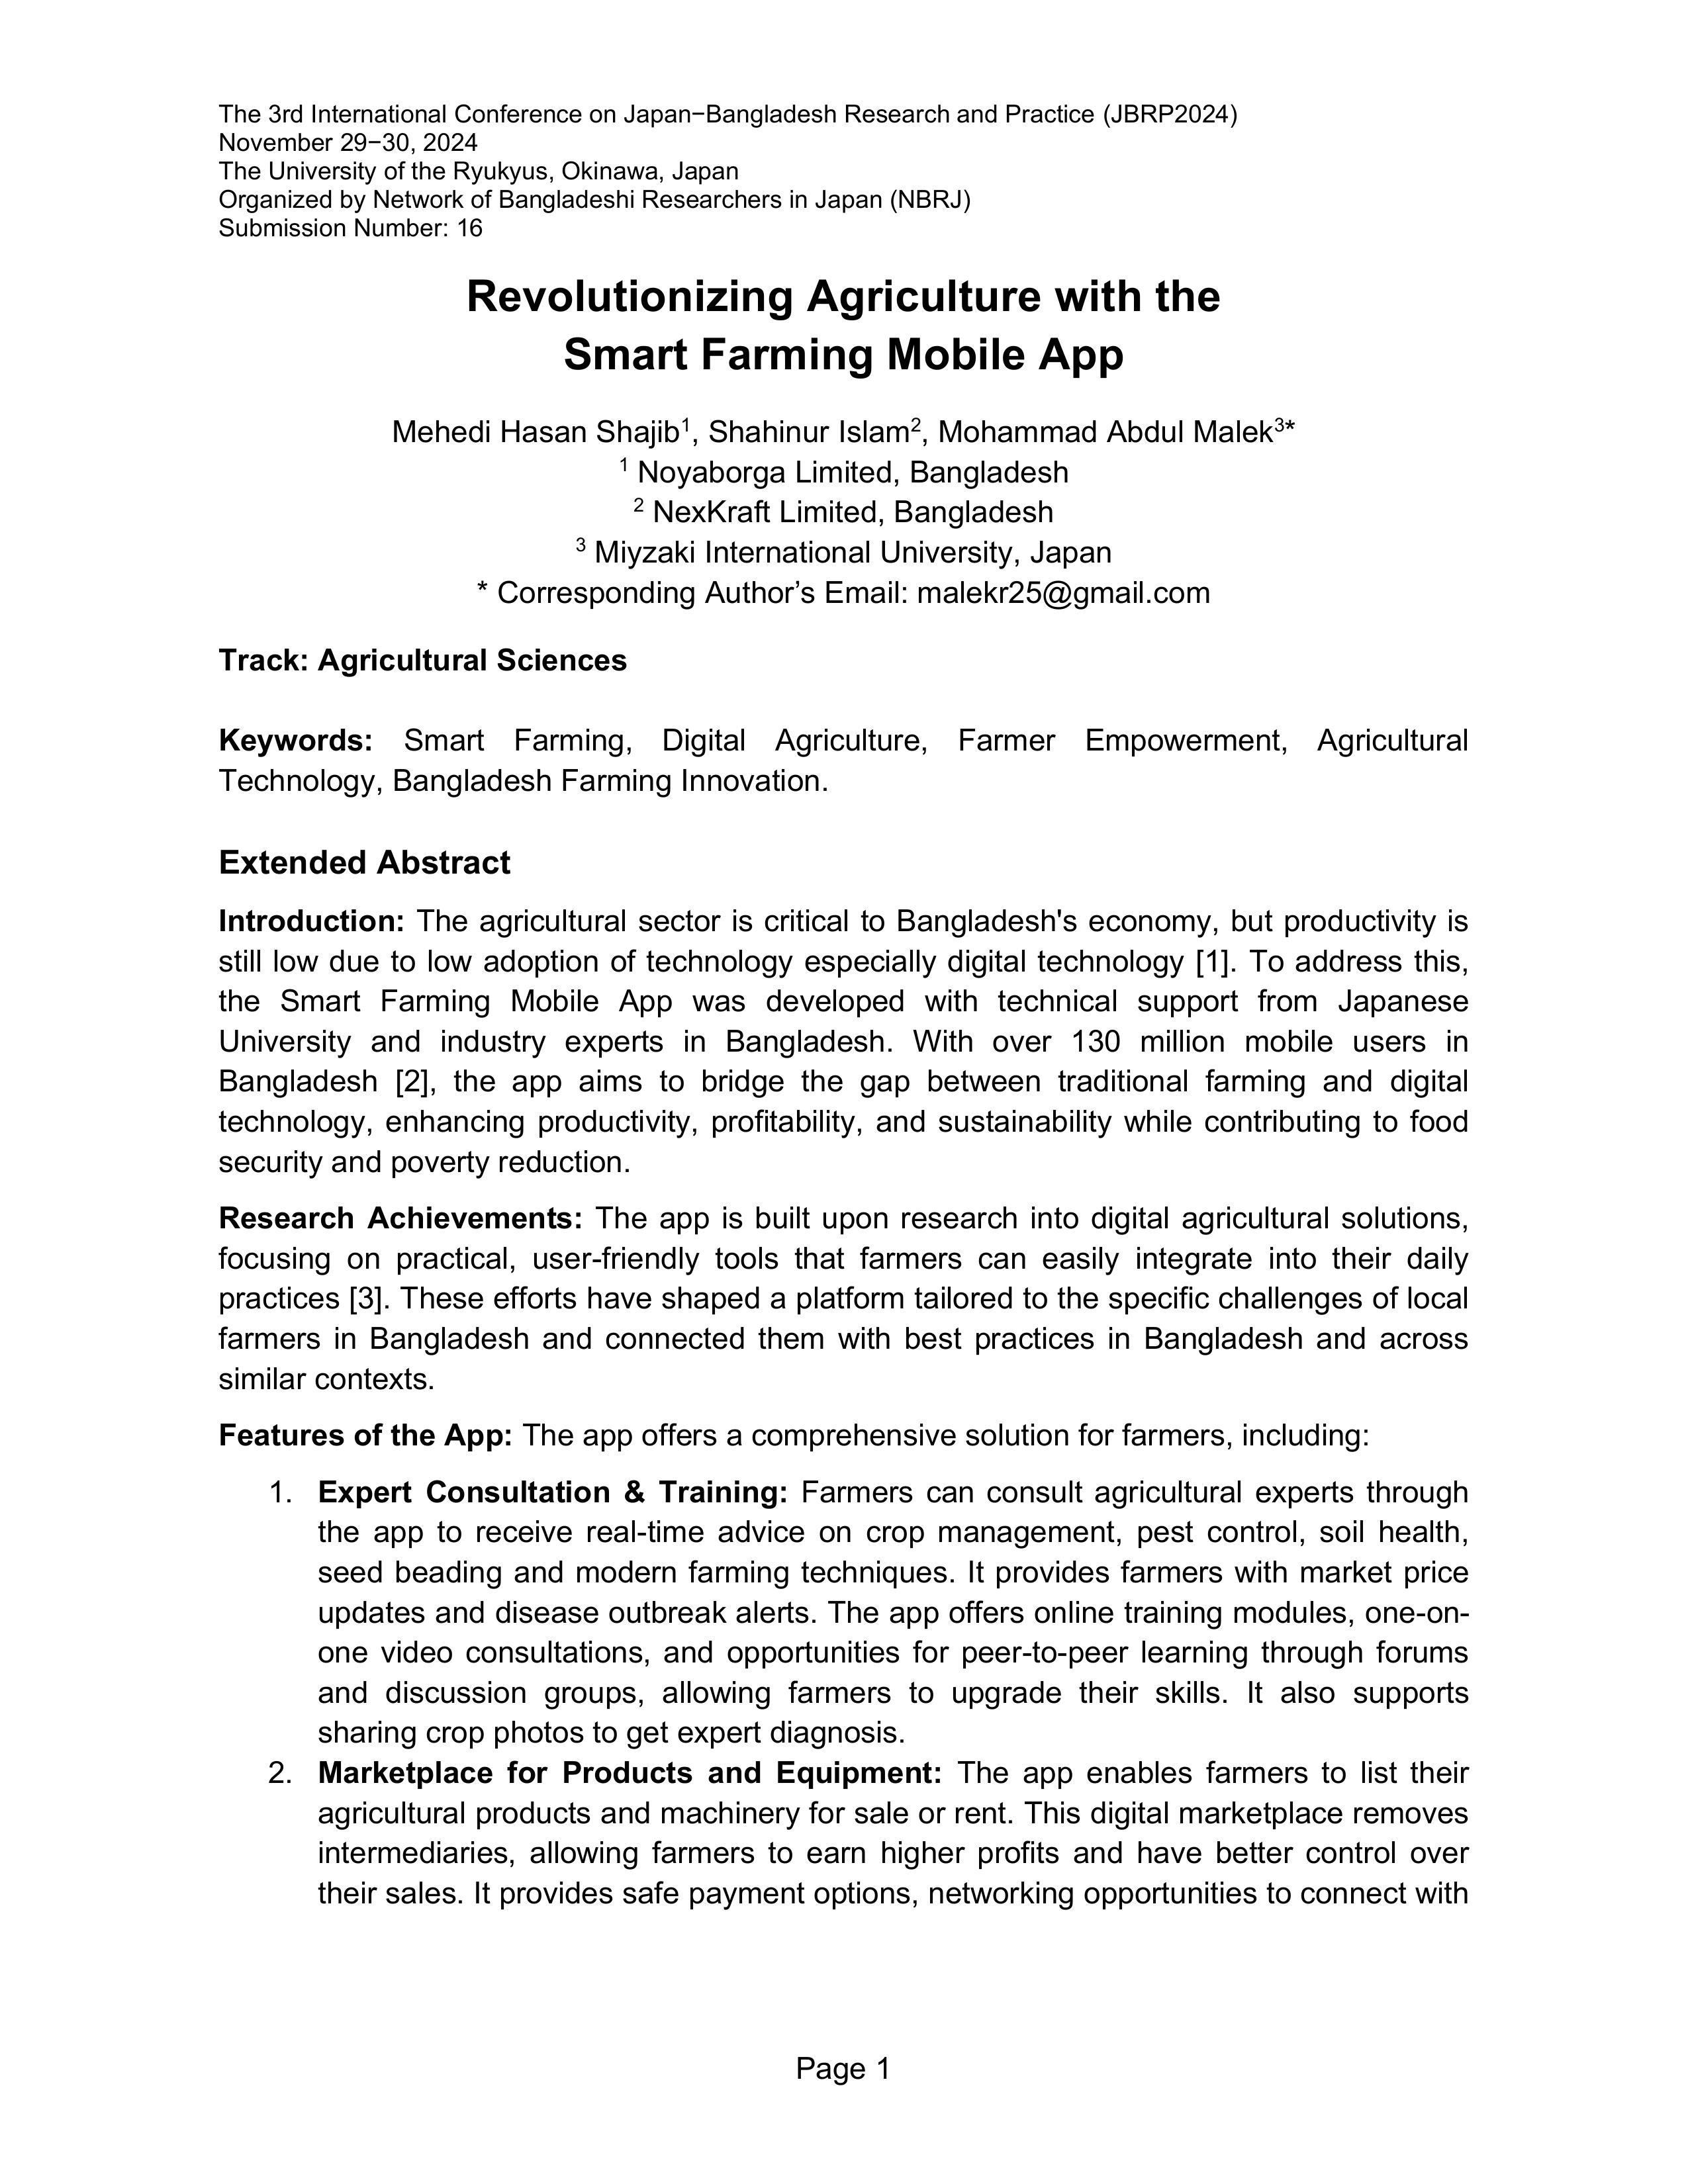 The 3rd International Conference on Japan−Bangladesh Research and Practice (JBRP2024)
November 29−30, 2024
The University of the Ryukyus, Okinawa, Japan
Organized by Network of Bangladeshi Researchers in Japan (NBRJ)
Submission Number: 16
Revolutionizing Agriculture with the
Smart Farming Mobile App
Mehedi Hasan Shajib1, Shahinur Islam2, Mohammad Abdul Malek3*
1 Noyaborga Limited, Bangladesh
2 NexKraft Limited, Bangladesh
3 Miyzaki International University, Japan
* Corresponding Author’s Email: malekr25@gmail.com
Track: Agricultural Sciences
Keywords: Smart Farming, Digital Agriculture, Farmer Empowerment, Agricultural
Technology, Bangladesh Farming Innovation.
Extended Abstract
Introduction: The agricultural sector is critical to Bangladesh's economy, but productivity is
still low due to low adoption of technology especially digital technology [1]. To address this,
the Smart Farming Mobile App was developed with technical support from Japanese
University and industry experts in Bangladesh. With over 130 million mobile users in
Bangladesh [2], the app aims to bridge the gap between traditional farming and digital
technology, enhancing productivity, profitability, and sustainability while contributing to food
security and poverty reduction.
Research Achievements: The app is built upon research into digital agricultural solutions,
focusing on practical, user-friendly tools that farmers can easily integrate into their daily
practices [3]. These efforts have shaped a platform tailored to the specific challenges of local
farmers in Bangladesh and connected them with best practices in Bangladesh and across
similar contexts.
Features of the App: The app offers a comprehensive solution for farmers, including:
1. Expert Consultation & Training: Farmers can consult agricultural experts through
the app to receive real-time advice on crop management, pest control, soil health,
seed beading and modern farming techniques. It provides farmers with market price
updates and disease outbreak alerts. The app offers online training modules, one-on-
one video consultations, and opportunities for peer-to-peer learning through forums
and discussion groups, allowing farmers to upgrade their skills. It also supports
sharing crop photos to get expert diagnosis.
2. Marketplace for Products and Equipment: The app enables farmers to list their
agricultural products and machinery for sale or rent. This digital marketplace removes
intermediaries, allowing farmers to earn higher profits and have better control over
their sales. It provides safe payment options, networking opportunities to connect with
Page 1